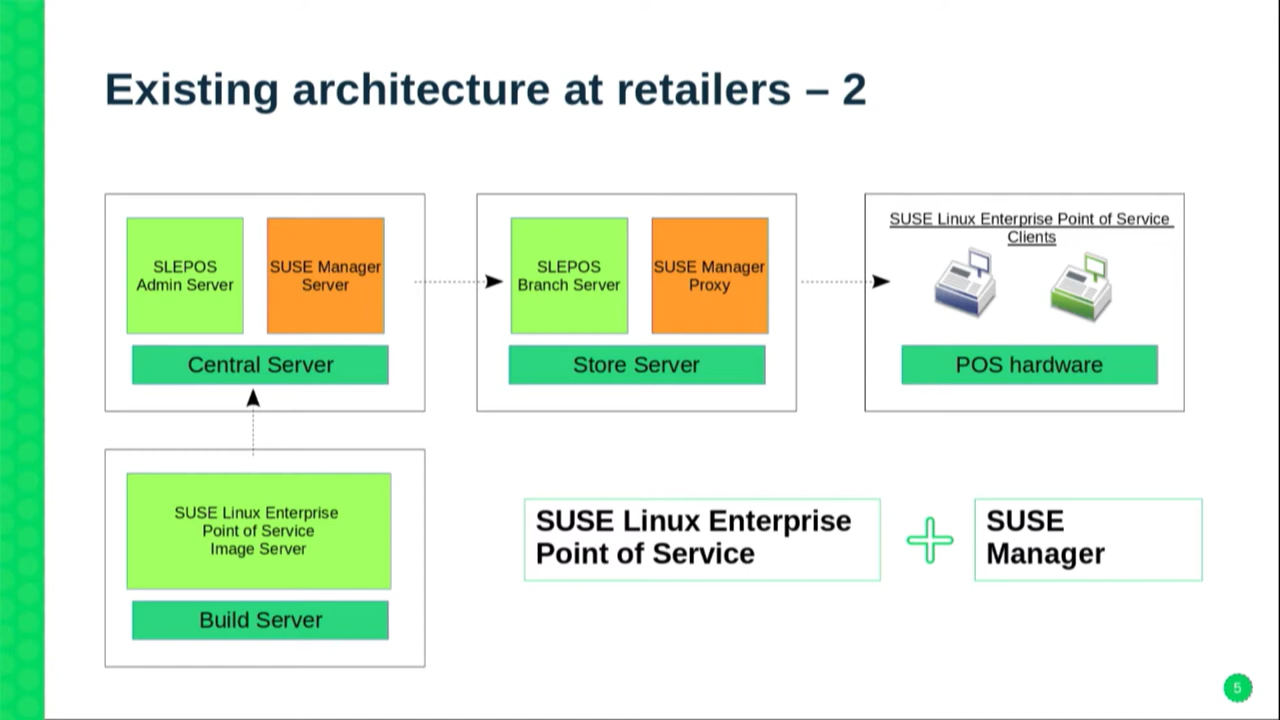 Existing architecture at retailers – 2
SLEPOS
Admin Server
SUSE Manager
Server
Central Server
SLEPOS
Branch Server
SUSE Manager
Proxy
Store Server
SUSE Linux Enterprise Point of Service
Clients
POS hardware
SUSE Linux Enterprise
Point of Service
Image Server
Build Server
SUSE Linux Enterprise
Point of Service
SUSE
Manager
5